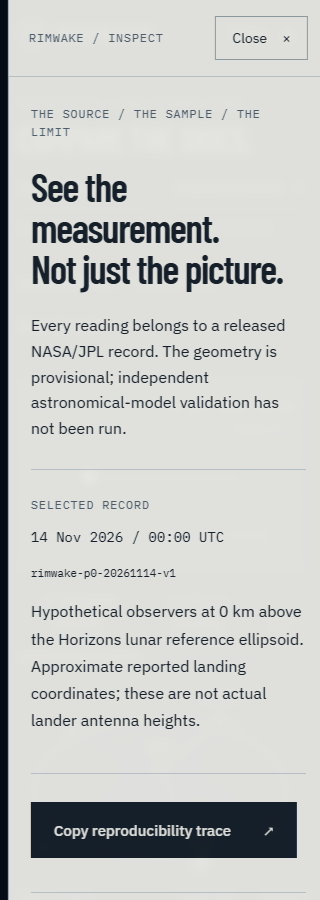 RIMWAKE / INSPECT
Close ×
THE SOURCE / THE SAMPLE / THE
LIMIT
See the
measurement.
Not just the picture.
Every reading belongs to a released
NASA/JPL record. The geometry is
provisional; independent
astronomical-model validation has
not been run.
SELECTED RECORD
14 Nov 2026 / 00:00 UTC
rimwake-p0-20261114-v1
Hypothetical observers at 0 km above
the Horizons lunar reference ellipsoid.
Approximate reported landing
coordinates; these are not actual
lander antenna heights.
Copy reproducibility trace ↗